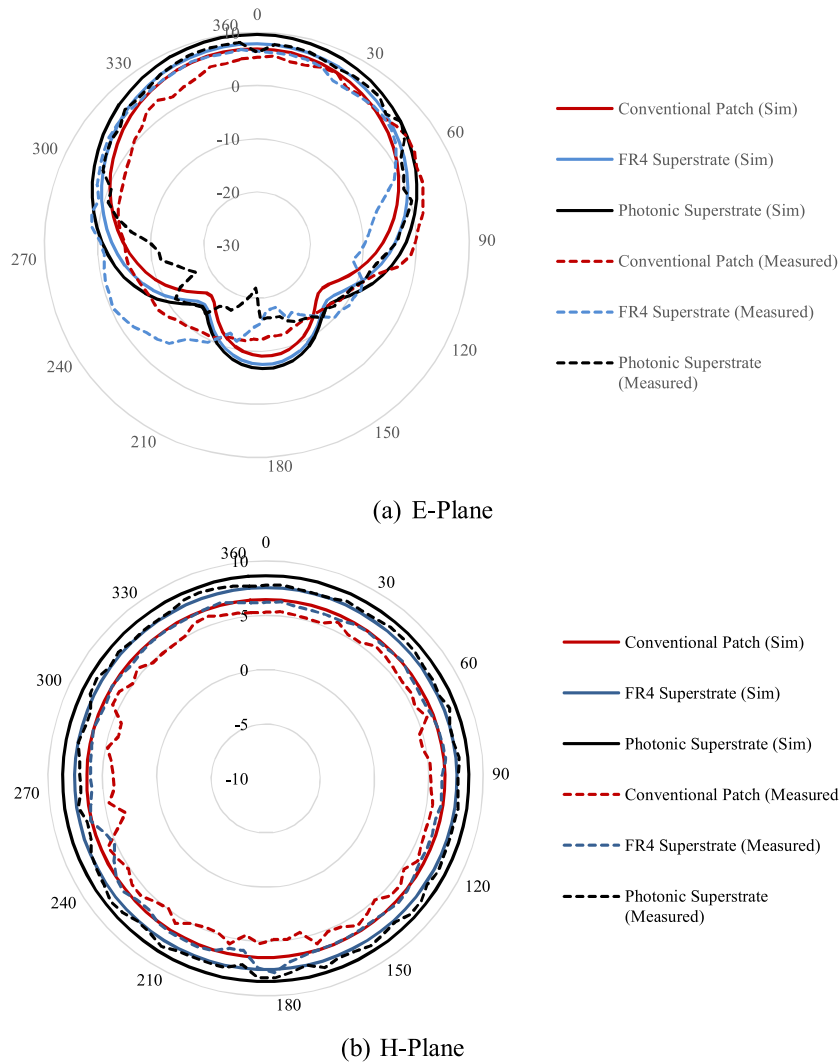 0
360
10
330
30
0
300
60
-10
-20
-30
270
90
240
120
210
150
180
Conventional Patch (Sim)
FR4 Superstrate (Sim)
Photonic Superstrate (Sim)
Conventional Patch (Measured)
FR4 Superstrate (Measured)
Photonic Superstrate
(Measured)
(a) E-Plane
0
360
10
330
30
5
300
60
0
-5
-10
270
90
240
120
210
150
180
Conventional Patch (Sim)
FR4 Superstrate (Sim)
Photonic Superstrate (Sim)
Conventional Patch (Measured
FR4 Superstrate (Measured)
Photonic Superstrate
(Measured)
(b) H-Plane